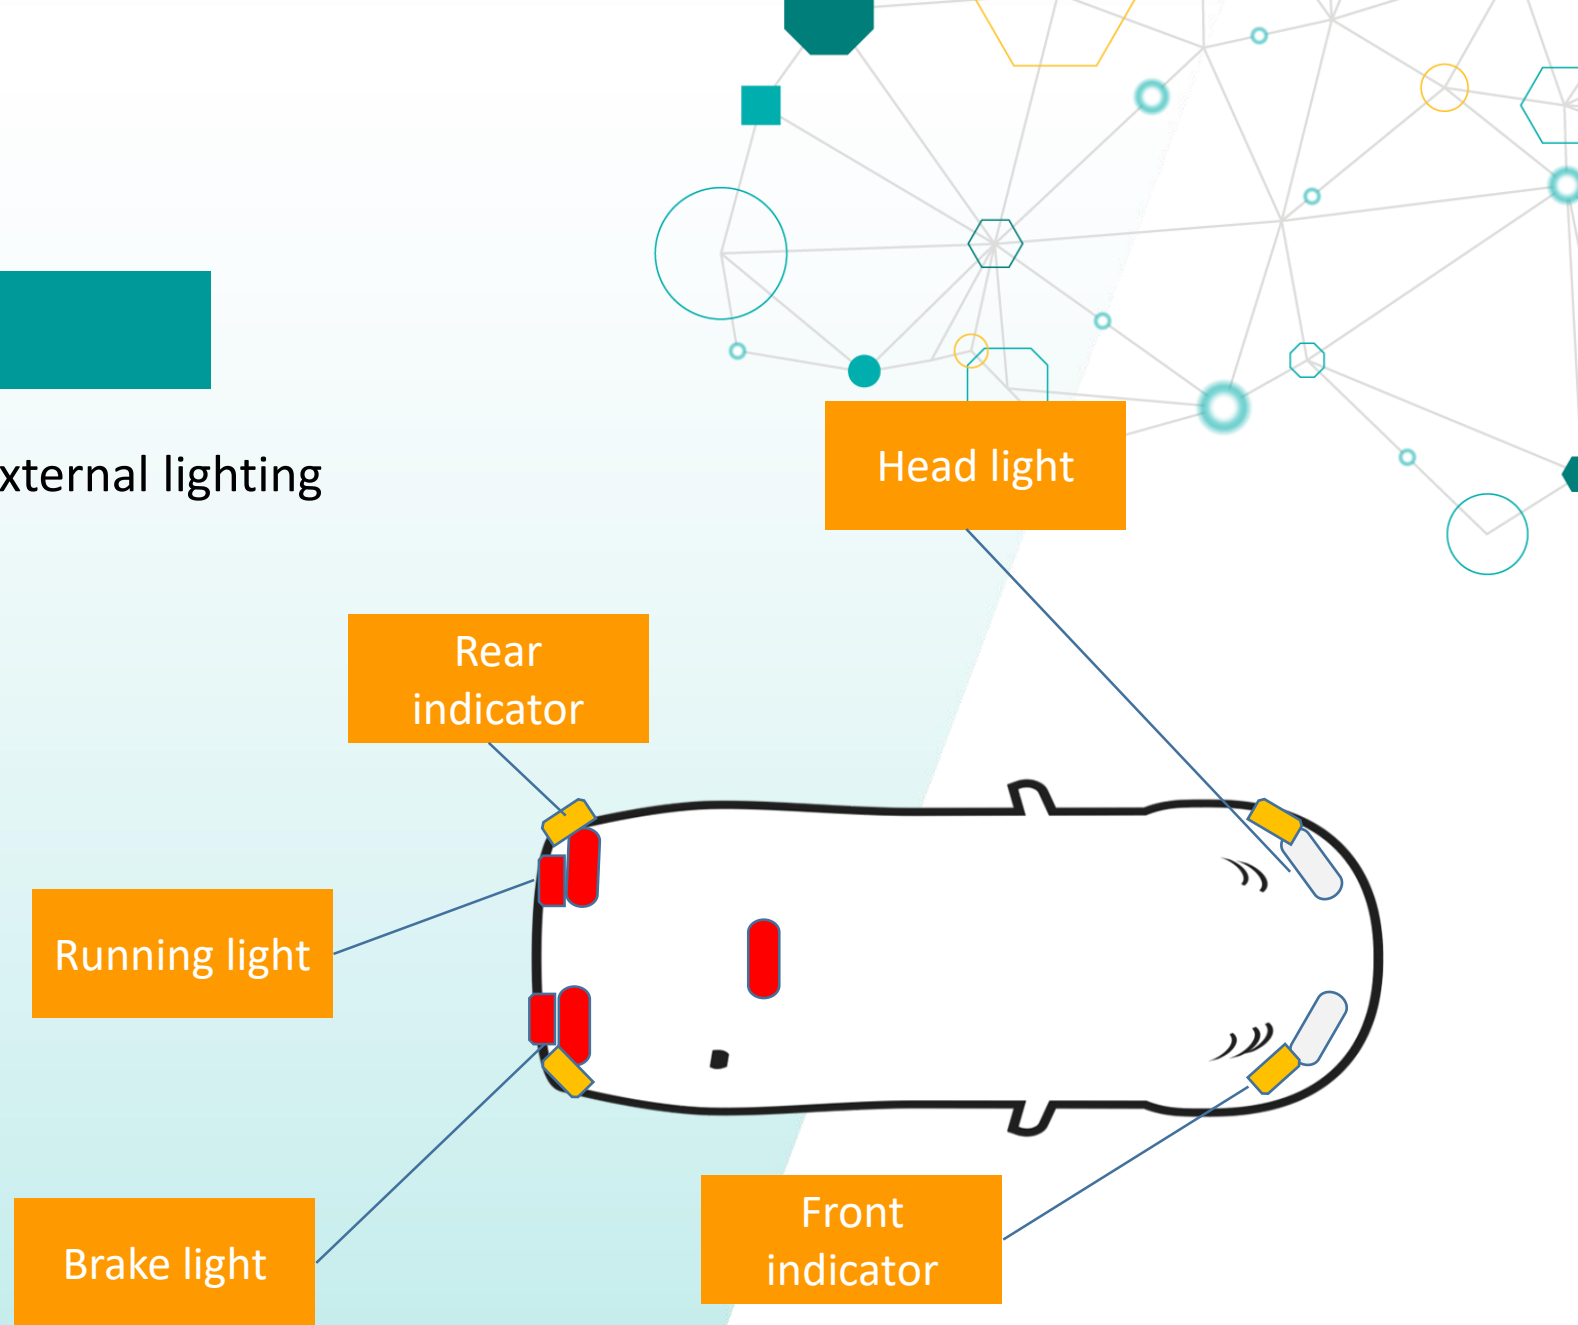 xternal lighting
Head light
Rear
indicator
Running light
Brake light
Front
indicator